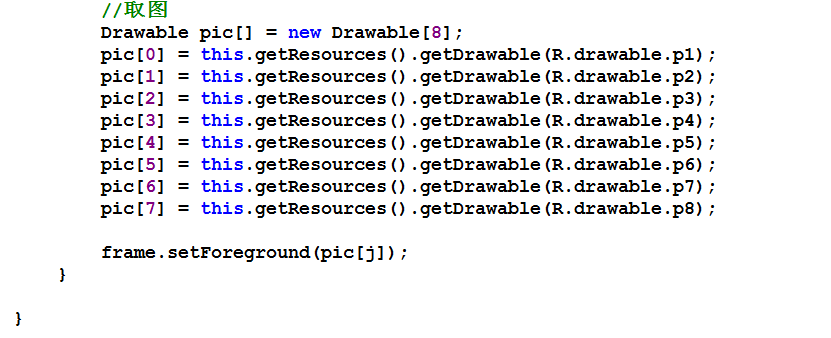 //取图
Drawable pic[] = new Drawable[8];
pic[0] = this.getResources().getDrawable(R.drawable.p1);
pic[1] = this.getResources().getDrawable(R.drawable.p2);
pic[2] = this.getResources().getDrawable(R.drawable.p3);
pic[3] = this.getResources().getDrawable(R.drawable.p4);
pic[4] = this.getResources().getDrawable(R.drawable.p5);
pic[5] = this.getResources().getDrawable(R.drawable.p6);
pic[6] = this.getResources().getDrawable(R.drawable.p7);
pic[7] = this.getResources().getDrawable(R.drawable.p8);
frame.setForeground(pic[j]);
}
}